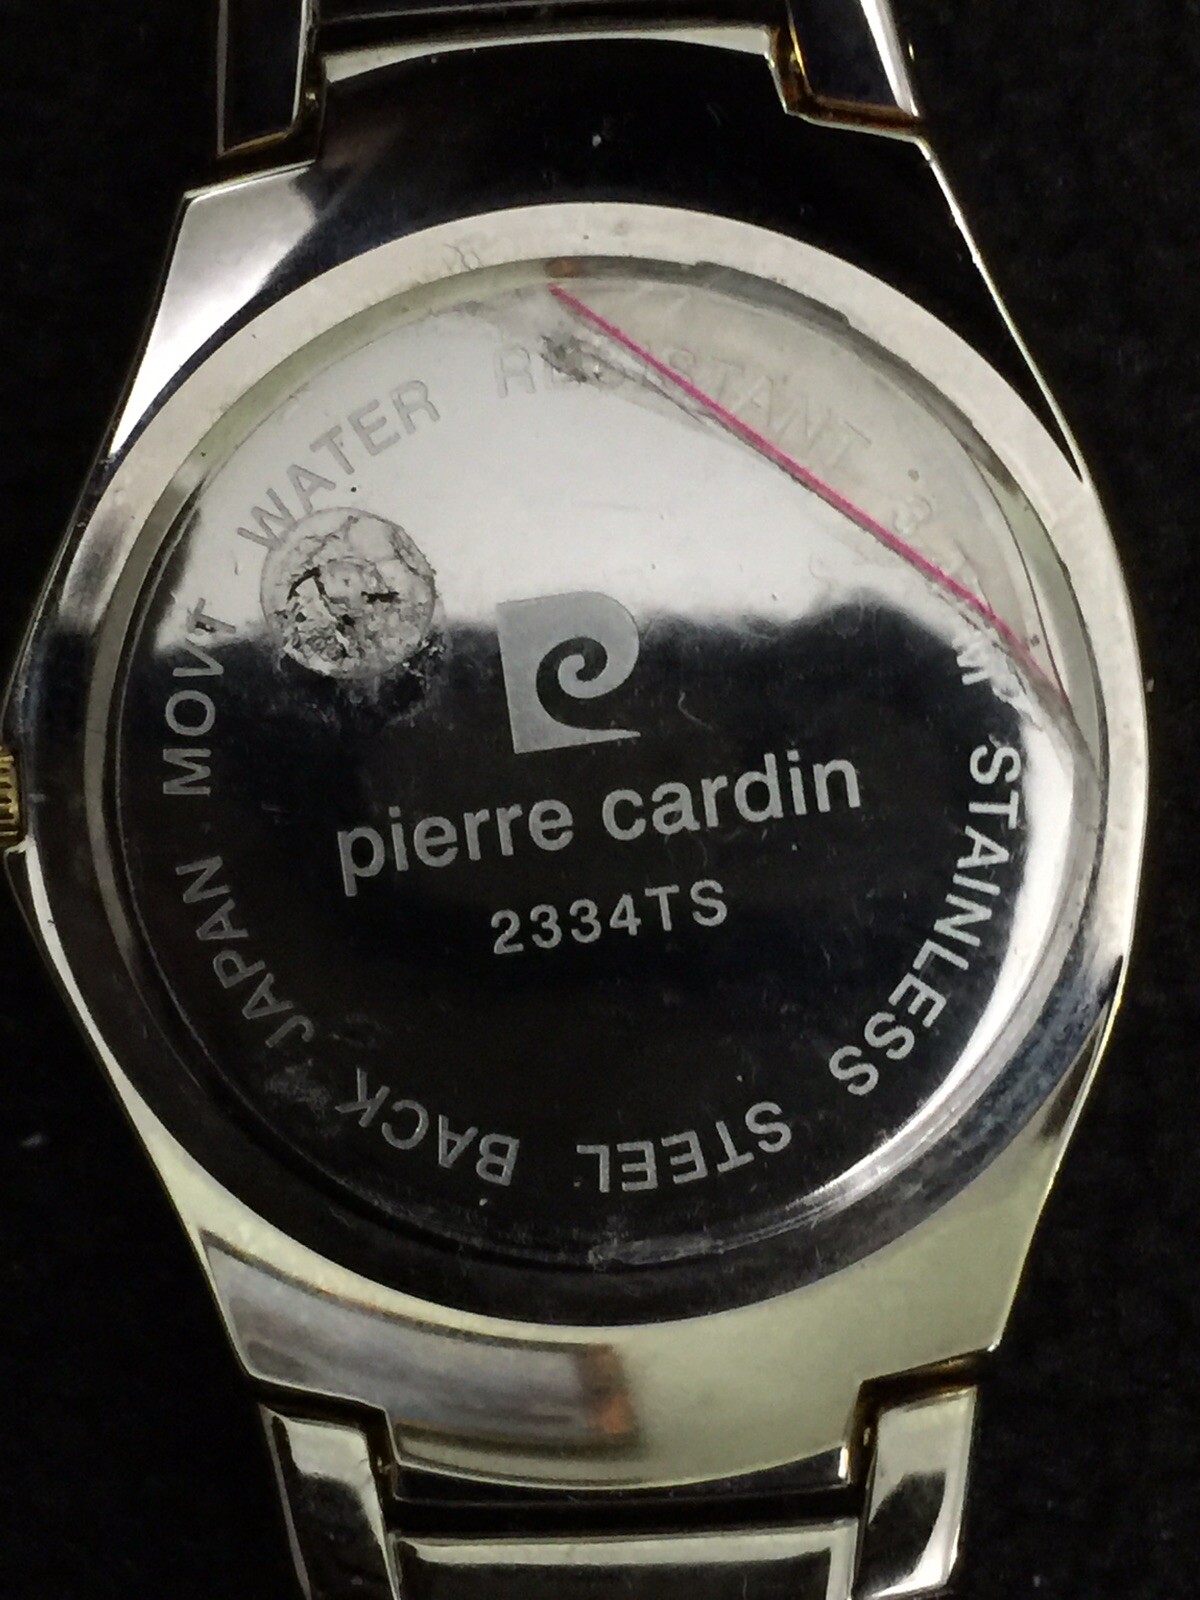 pierre cardin
2334TS
WATER RESISTANT 3 STAINLESS STEEL BACK JAPAN MOVT